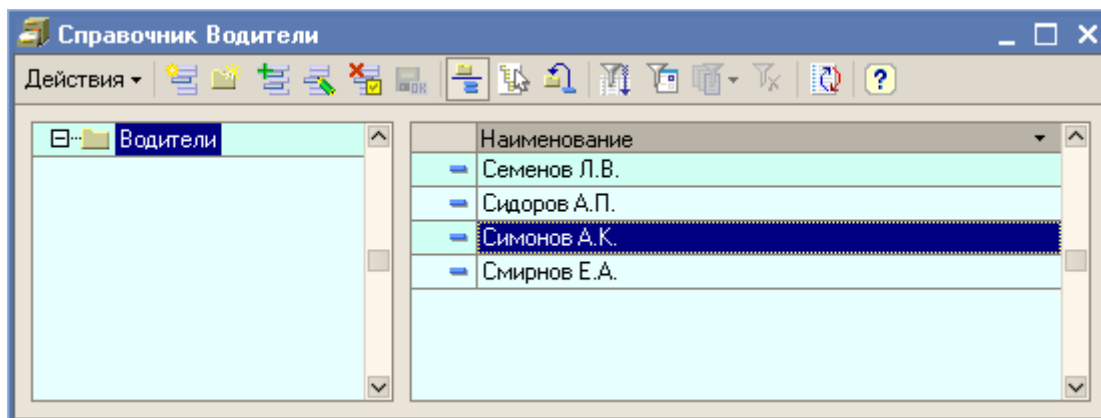 Справочник Водители
Действия
Водители
Наименование
Семенов Л.В.
Сидоров А.П.
Симонов А.К.
Смирнов Е.А.